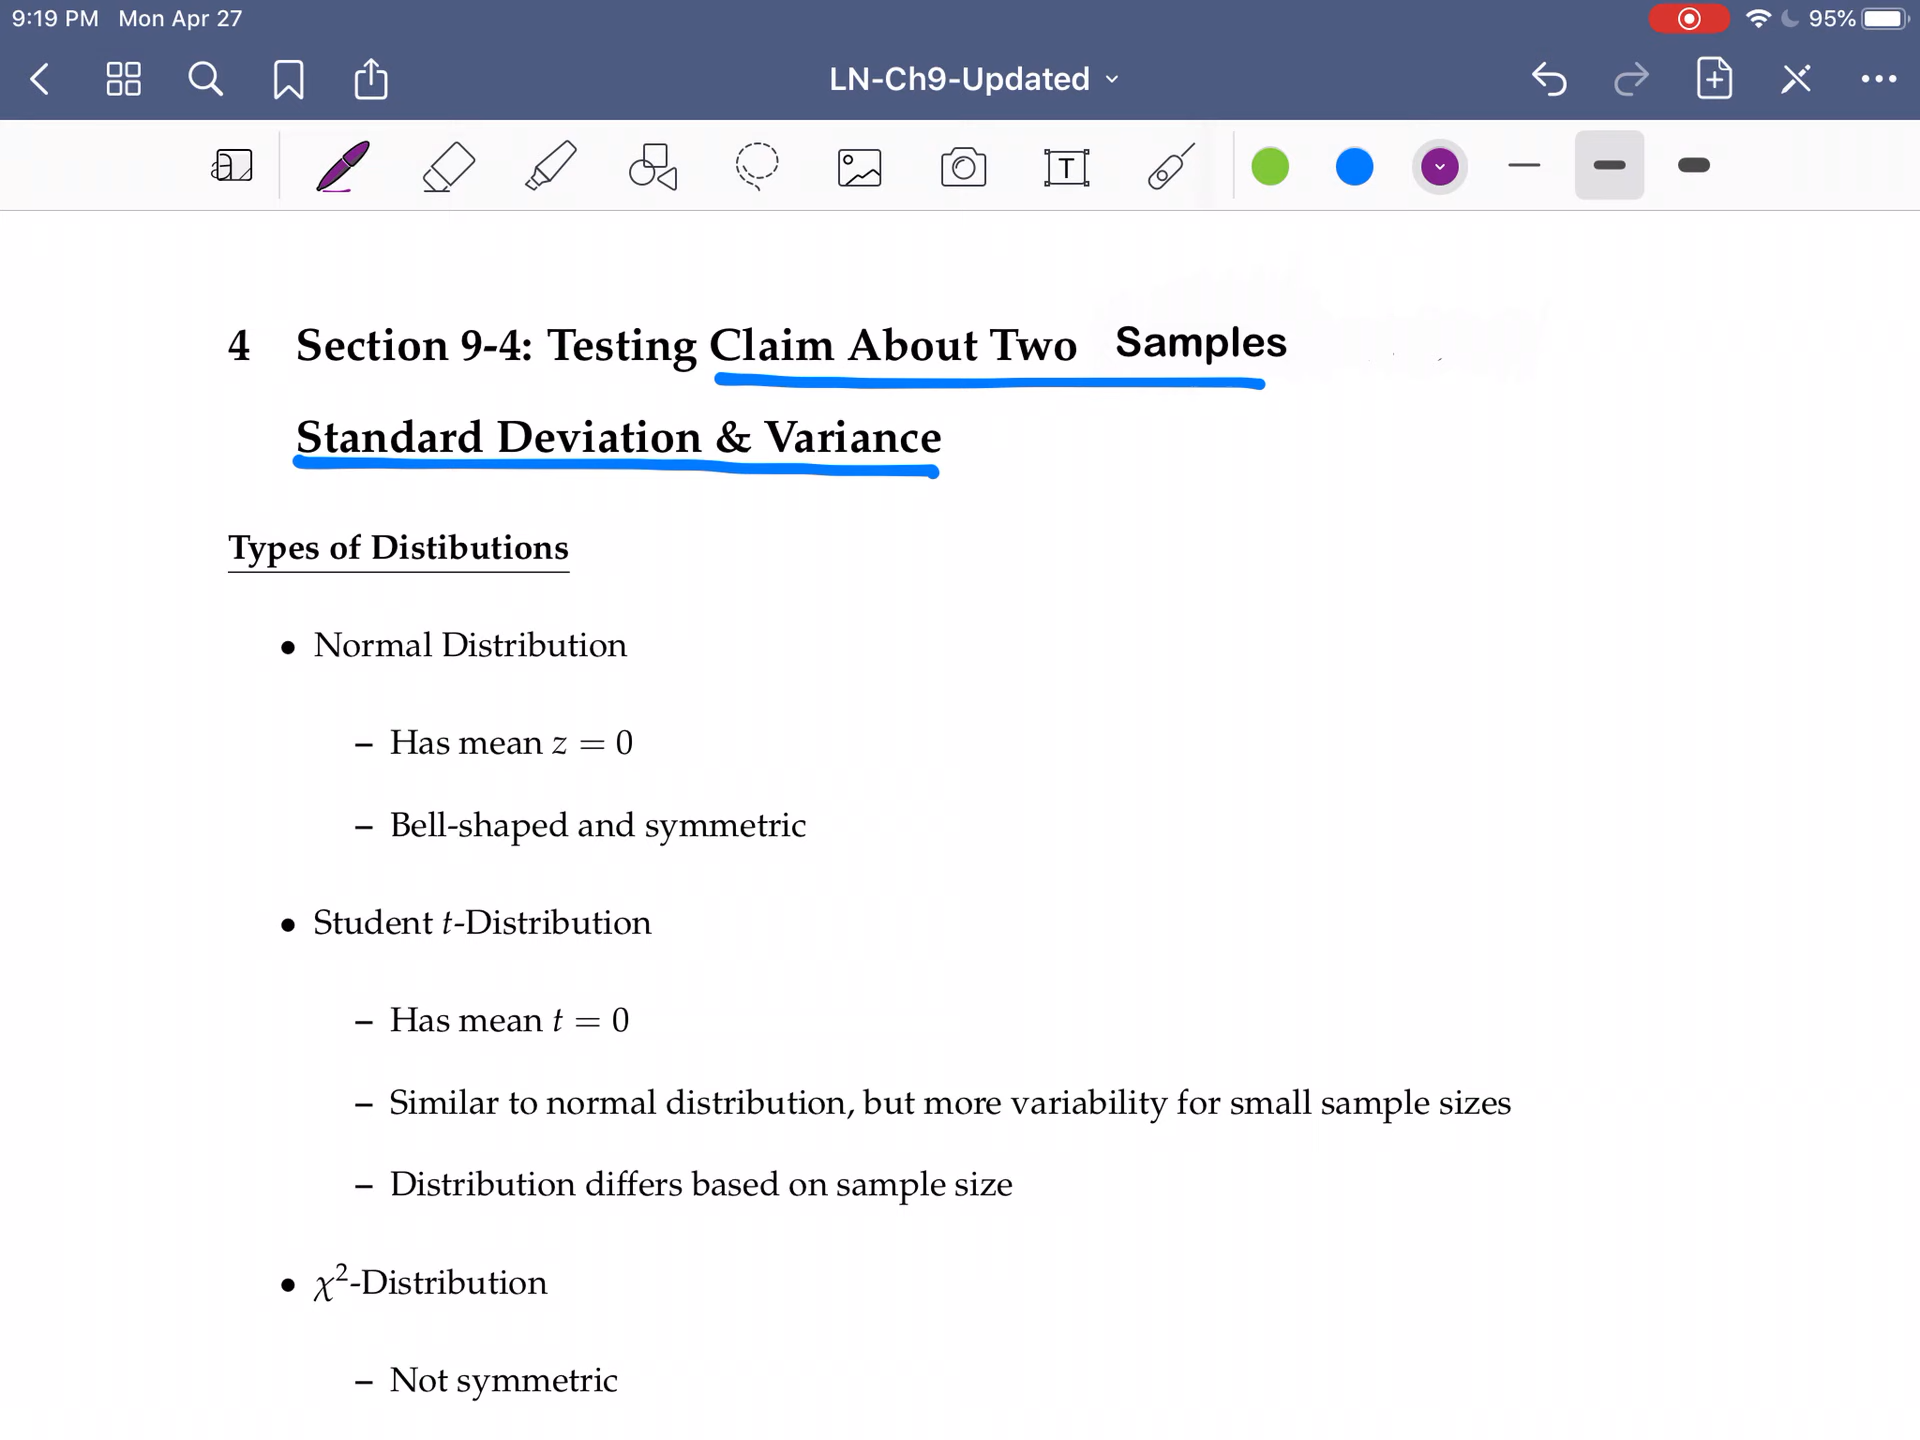 9:19 PM Mon Apr 27 95%
LN-Ch9-Updated
T
4 Section 9-4: Testing Claim About Two Samples
Standard Deviation & Variance
Types of Distibutions
• Normal Distribution
– Has mean z = 0
– Bell-shaped and symmetric
• Student t-Distribution
– Has mean t = 0
– Similar to normal distribution, but more variability for small sample sizes
– Distribution differs based on sample size
• χ²-Distribution
– Not symmetric